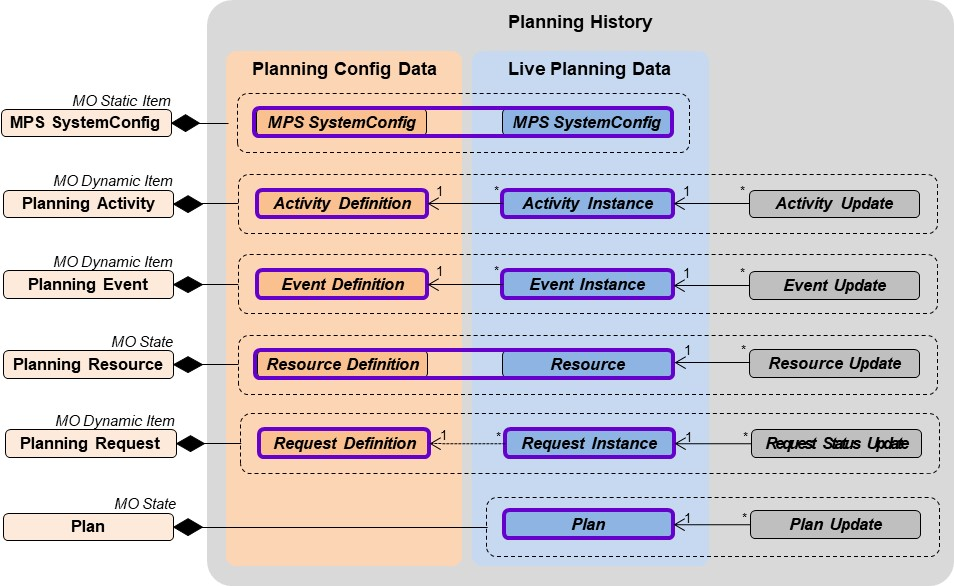 Planning History
Planning Config Data
Live Planning Data
MO Static Item
MPS SystemConfig
MPS SystemConfig
MPS SystemConfig
MO Dynamic Item
Planning Activity
Activity Definition
1
*
Activity Instance
1
*
Activity Update
MO Dynamic Item
Planning Event
Event Definition
1
*
Event Instance
1
*
Event Update
MO State
Planning Resource
Resource Definition
Resource
1
*
Resource Update
MO Dynamic Item
Planning Request
Request Definition
1
*
Request Instance
1
*
Request Status Update
MO State
Plan
Plan
1
*
Plan Update